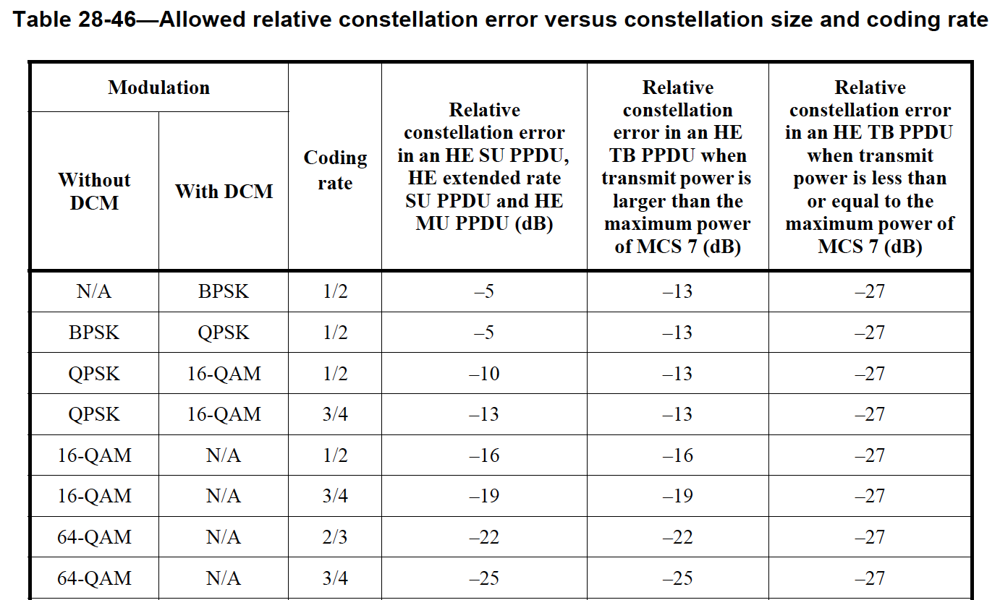 Table 28-46—Allowed relative constellation error versus constellation size and coding rate
Modulation
Without
DCM
With DCM
Coding
rate
Relative
constellation error
in an HE SU PPDU,
HE extended rate
SU PPDU and HE
MU PPDU (dB)
Relative
constellation
error in an HE
TB PPDU when
transmit power is
larger than the
maximum power
of MCS 7 (dB)
Relative
constellation error
in an HE TB PPDU
when transmit
power is less than
or equal to the
maximum power of
MCS 7 (dB)
N/A BPSK 1/2 –5 –13 –27
BPSK QPSK 1/2 –5 –13 –27
QPSK 16-QAM 1/2 –10 –13 –27
QPSK 16-QAM 3/4 –13 –13 –27
16-QAM N/A 1/2 –16 –16 –27
16-QAM N/A 3/4 –19 –19 –27
64-QAM N/A 2/3 –22 –22 –27
64-QAM N/A 3/4 –25 –25 –27